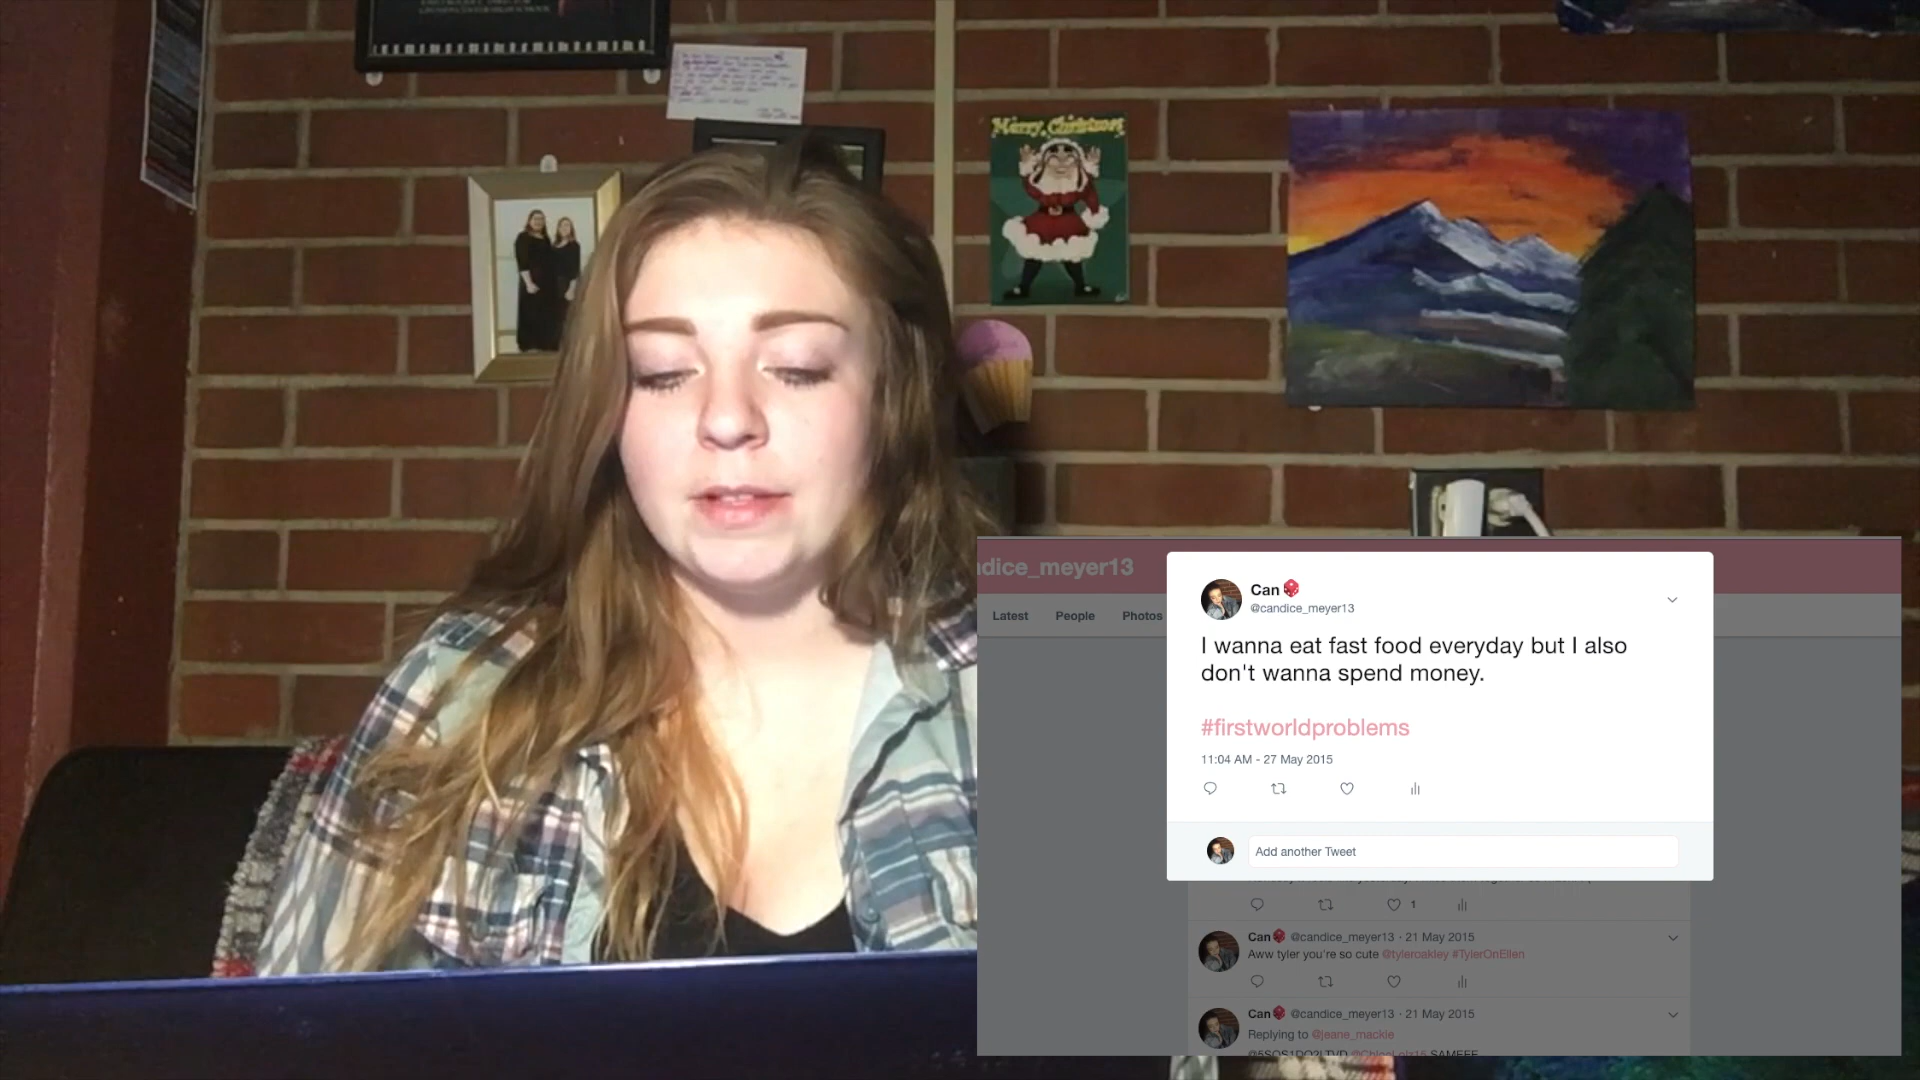 Merry Christmas
ndice_meyer13
Latest People Photos
Can
@candice_meyer13
I wanna eat fast food everyday but I also
don't wanna spend money.
#firstworldproblems
11:04 AM - 27 May 2015
Add another Tweet
1
Can @candice_meyer13 · 21 May 2015
Aww tyler you're so cute @tyleroakley #TylerOnEllen
Can @candice_meyer13 · 21 May 2015
Replying to @jeane_mackle
SAMEEE